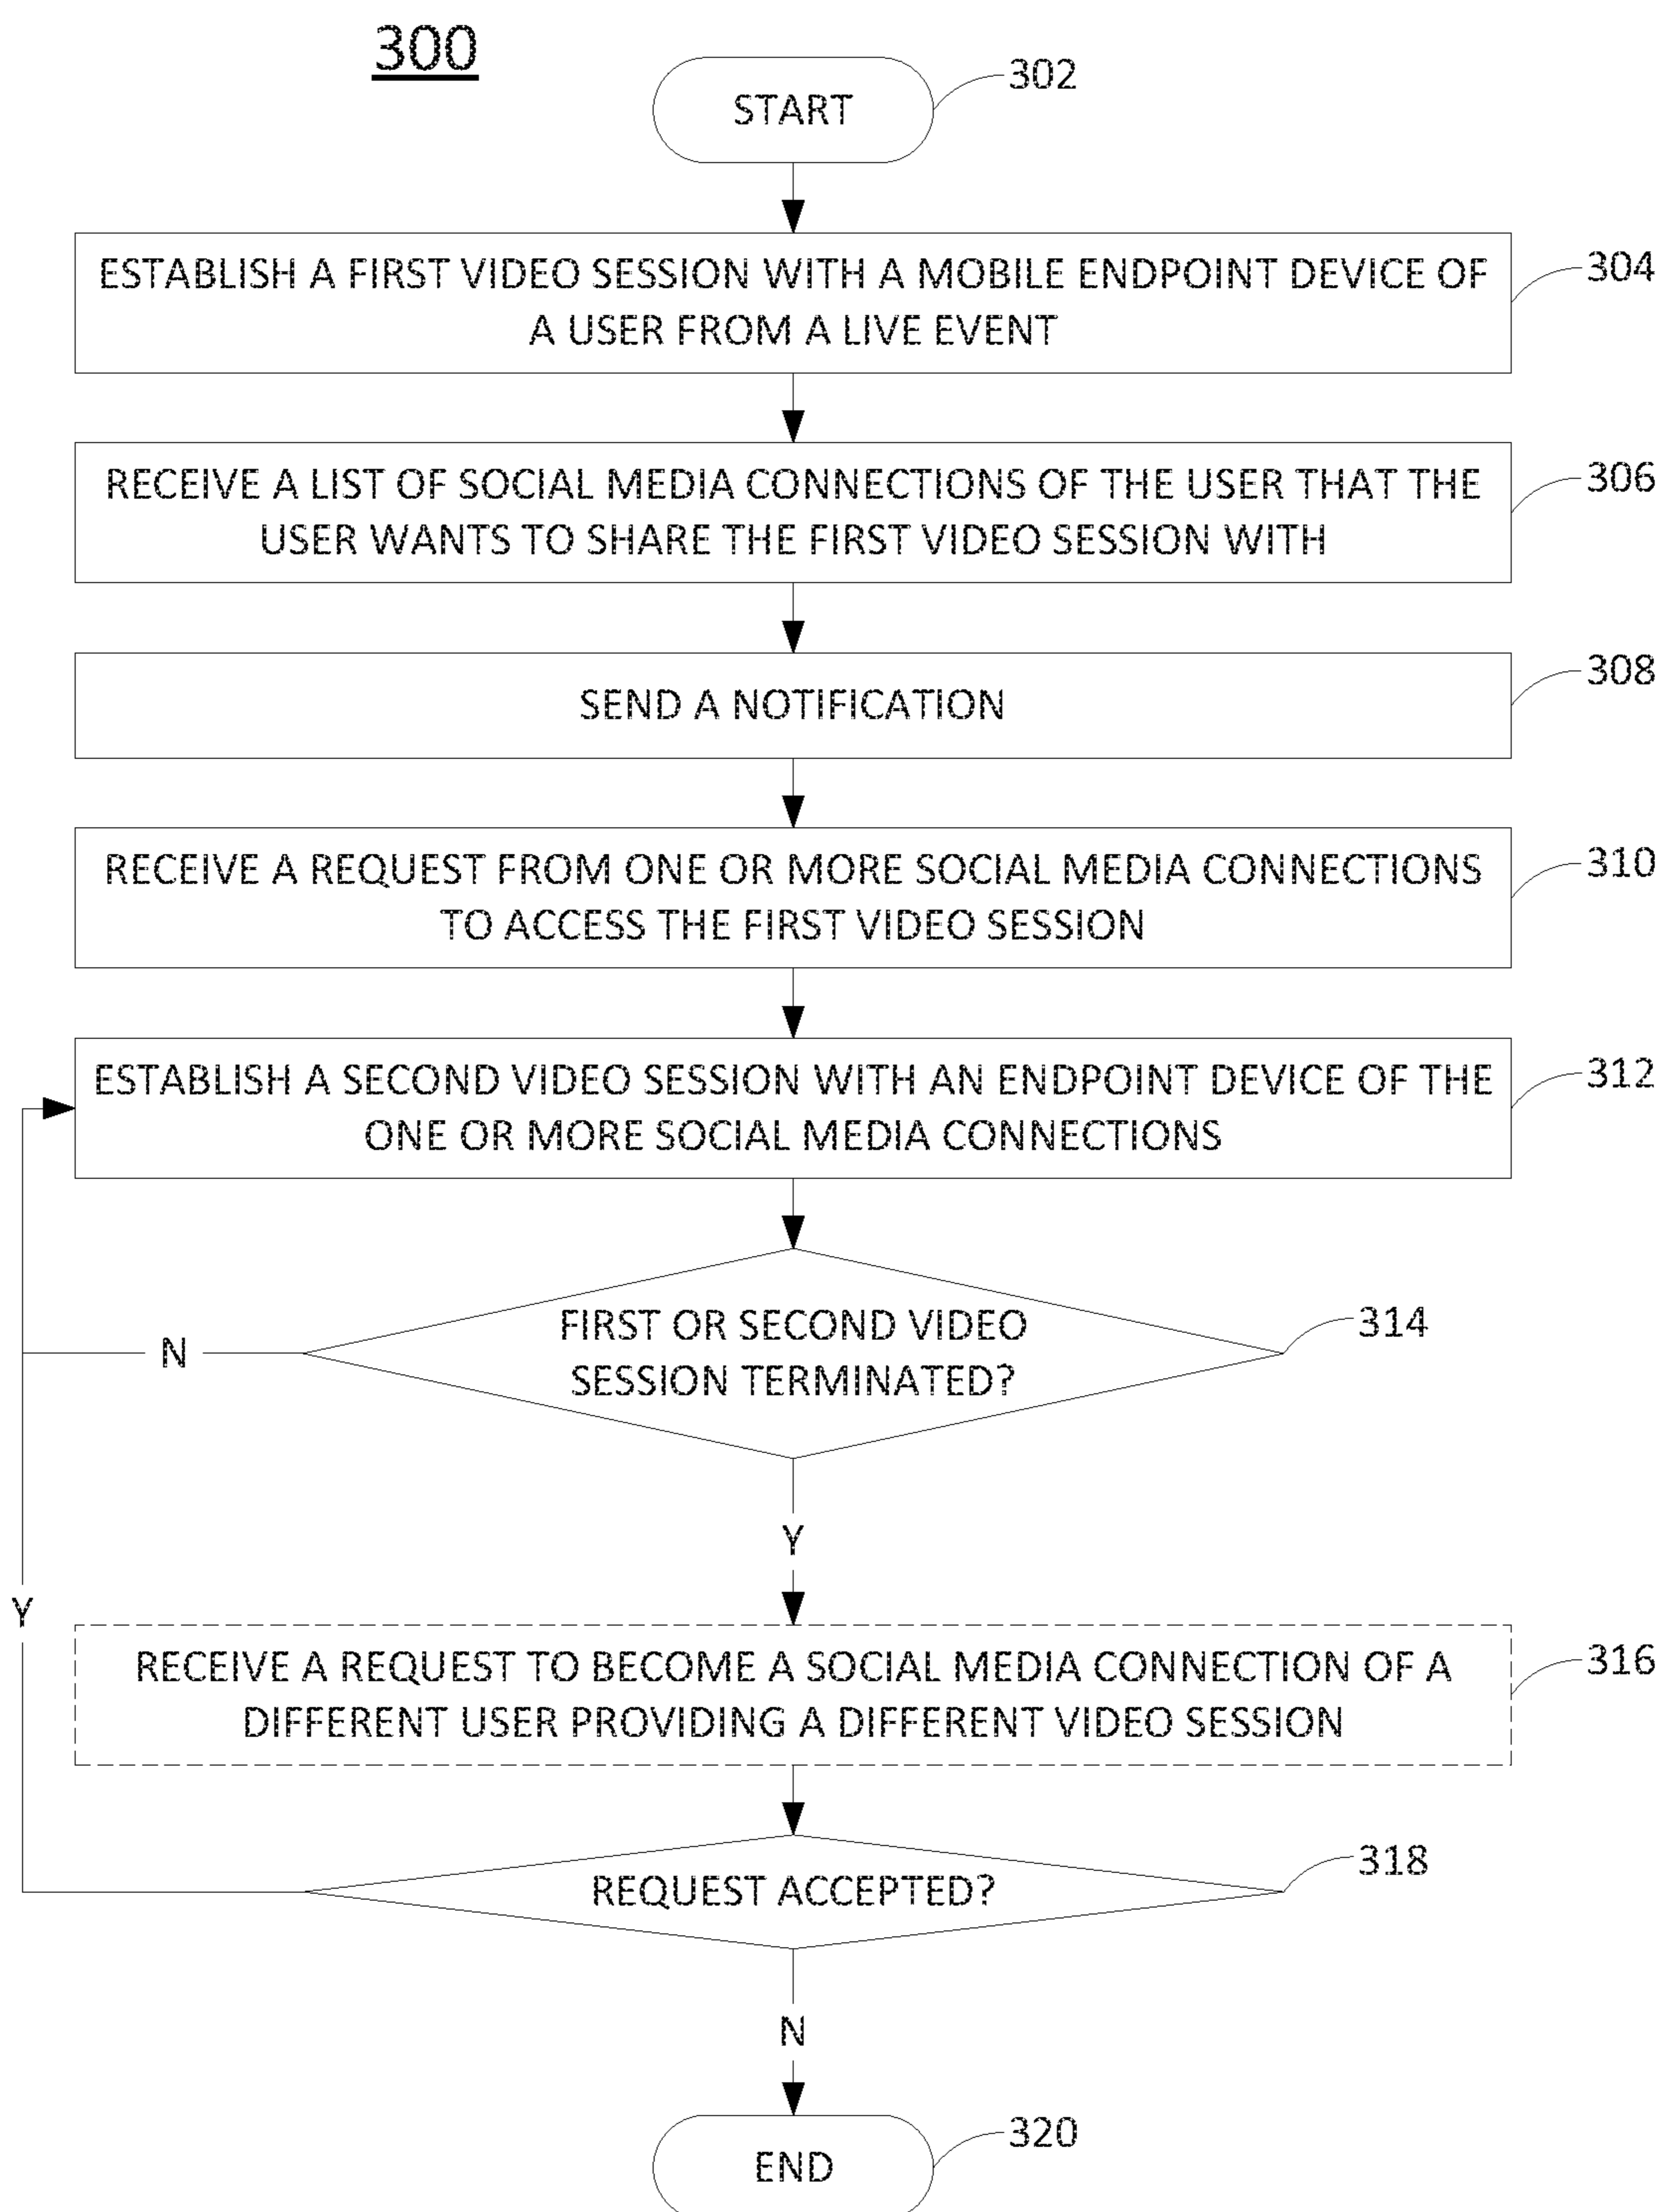 300
START
302
ESTABLISH A FIRST VIDEO SESSION WITH A MOBILE ENDPOINT DEVICE OF
A USER FROM A LIVE EVENT
304
RECEIVE A LIST OF SOCIAL MEDIA CONNECTIONS OF THE USER THAT THE
USER WANTS TO SHARE THE FIRST VIDEO SESSION WITH
306
SEND A NOTIFICATION
308
RECEIVE A REQUEST FROM ONE OR MORE SOCIAL MEDIA CONNECTIONS
TO ACCESS THE FIRST VIDEO SESSION
310
ESTABLISH A SECOND VIDEO SESSION WITH AN ENDPOINT DEVICE OF THE
ONE OR MORE SOCIAL MEDIA CONNECTIONS
312
FIRST OR SECOND VIDEO
SESSION TERMINATED?
314
N
Y
Y
RECEIVE A REQUEST TO BECOME A SOCIAL MEDIA CONNECTION OF A
DIFFERENT USER PROVIDING A DIFFERENT VIDEO SESSION
316
REQUEST ACCEPTED?
318
N
END
320